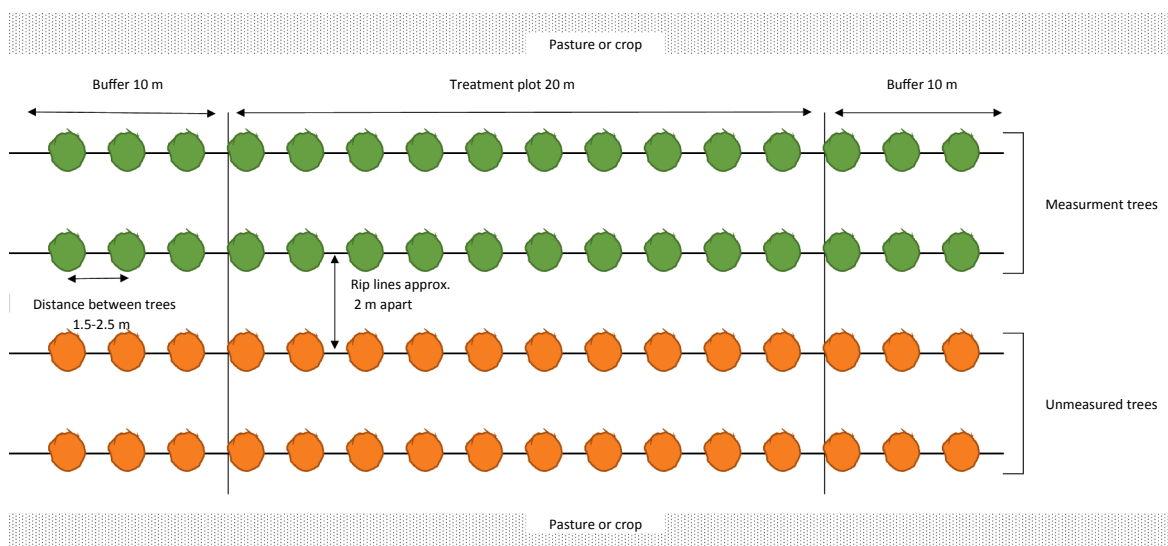 Pasture or crop
Buffer 10 m
Treatment plot 20 m
Buffer 10 m
Measurment trees
Rip lines approx.
2 m apart
Distance between trees
1.5-2.5 m
Unmeasured trees
Pasture or crop